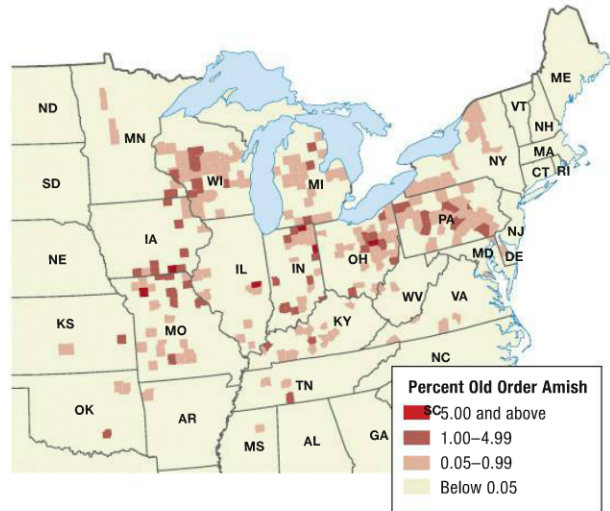 ME
ND
VT
MN
NH
MA
NY
SD
WI
CT
RI
MI
PA
IA
NJ
NE
OH
MD
DE
IL
IN
WV
VA
KS
KY
MO
NC
TN
OK
AR
MS
AL
GA
SC
Percent Old Order Amish
5.00 and above
1.00–4.99
0.05–0.99
Below 0.05